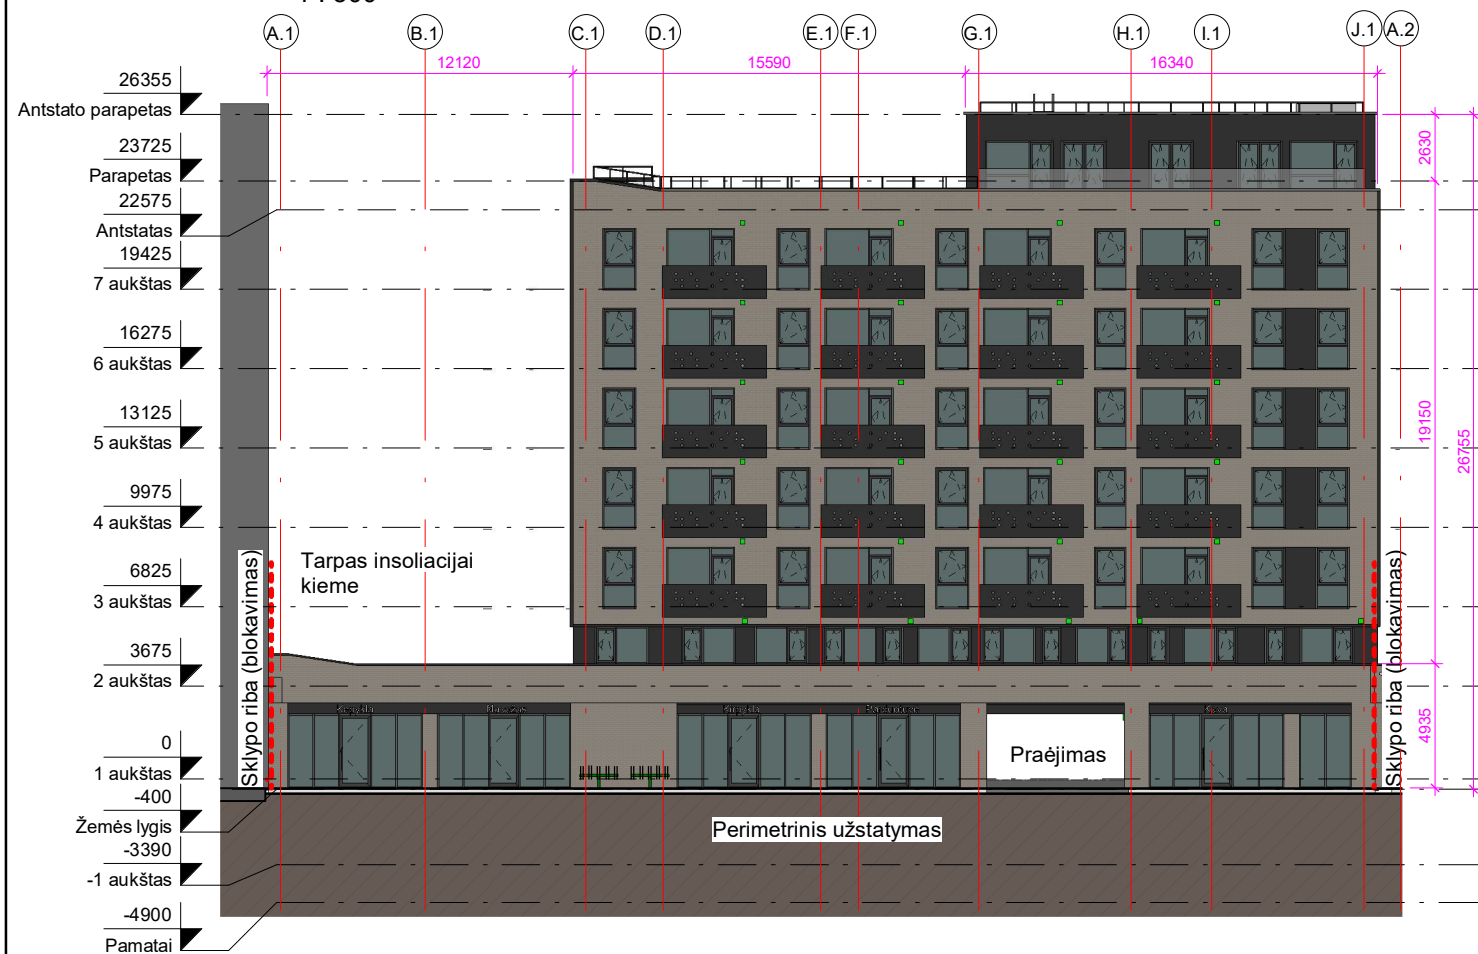 A.1 B.1 C.1 D.1 E.1 F.1 G.1 H.1 I.1 J.1 A.2
12120 15590 16340
26355
Antstato parapetas
23725
Parapetas
22575
Antstatas
19425
7 aukštas
16275
6 aukštas
13125
5 aukštas
9975
4 aukštas
6825
3 aukštas
3675
2 aukštas
0
1 aukštas
-400
Žemės lygis
-3390
-1 aukštas
-4900
Pamatai
Sklypo riba (blokavimas)
Tarpas insoliacijai
kieme
Praėjimas
Perimetrinis užstatymas
Sklypo riba (blokavimas)
2630
19150
4935
26755